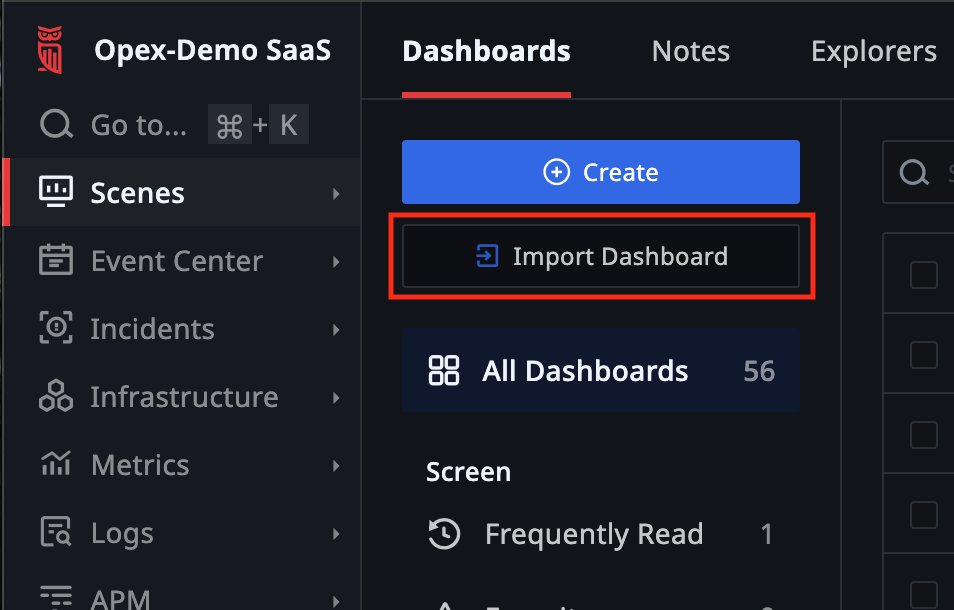 Opex-Demo SaaS
Go to... ⌘ + K
Scenes
Event Center
Incidents
Infrastructure
Metrics
Logs
APM
Dashboards Notes Explorers
Create
Import Dashboard
All Dashboards 56
Screen
Frequently Read 1